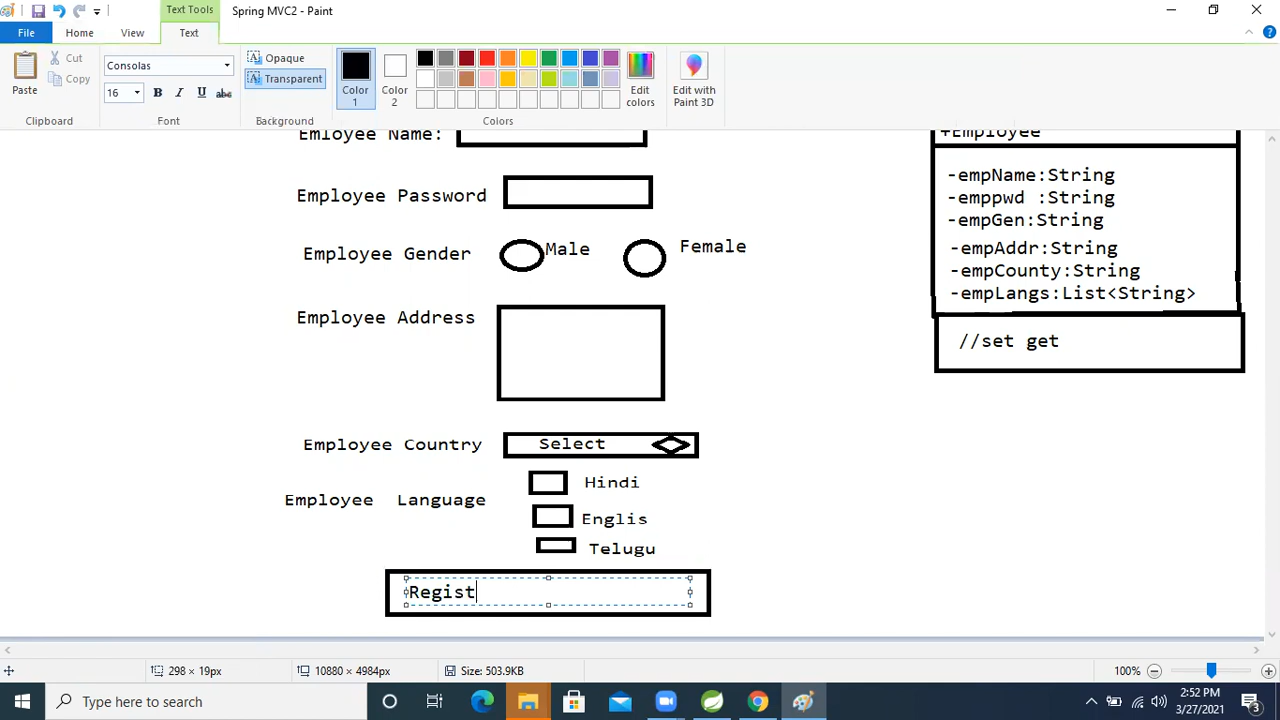 Text Tools
Spring MVC2 - Paint
File
Home
View
Text
Paste
Cut
Copy
Clipboard
Consolas
16
B
I
U
abc
Font
Opaque
Transparent
Background
Color
1
Color
2
Edit
colors
Colors
Edit with
Paint 3D
Emloyee Name:
Employee Password
Employee Gender
Male
Female
Employee Address
Employee Country
Select
Employee Language
Hindi
Englis
Telugu
Regist
+Employee
-empName:String
-emppwd :String
-empGen:String
-empAddr:String
-empCounty:String
-empLangs:List<String>
//set get
298 × 19px
10880 × 4984px
Size: 503.9KB
100%
Type here to search
2:52 PM
3/27/2021
3